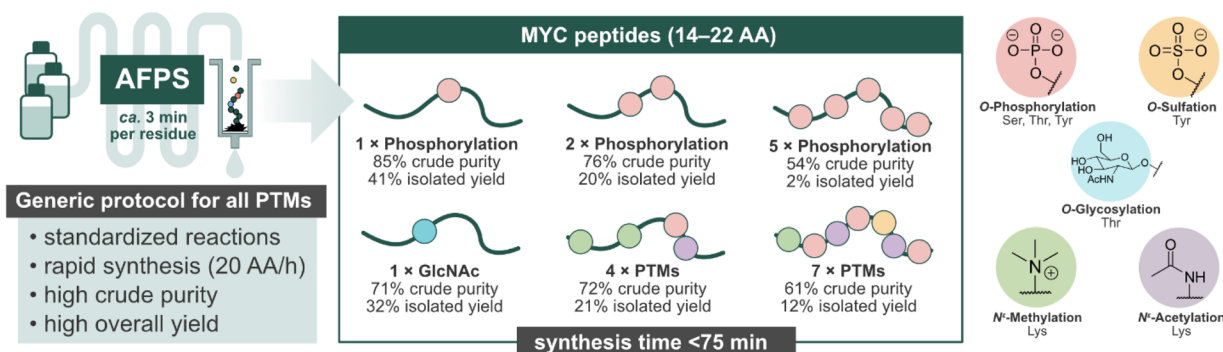 AFPS
ca. 3 min
per residue
Generic protocol for all PTMs
• standardized reactions
• rapid synthesis (20 AA/h)
• high crude purity
• high overall yield
MYC peptides (14–22 AA)
1 × Phosphorylation
85% crude purity
41% isolated yield
2 × Phosphorylation
76% crude purity
20% isolated yield
5 × Phosphorylation
54% crude purity
2% isolated yield
1 × GlcNAc
71% crude purity
32% isolated yield
4 × PTMs
72% crude purity
21% isolated yield
7 × PTMs
61% crude purity
12% isolated yield
synthesis time <75 min
O
⊖O P O⊖
O
O-Phosphorylation
Ser, Thr, Tyr
O ⊖
O=S-O
O
O-Sulfation
Tyr
OH
HO O O
HO
AcHN
O-Glycosylation
Thr
N ⊕
Nᵋ-Methylation
Lys
O
NH
Nᵋ-Acetylation
Lys